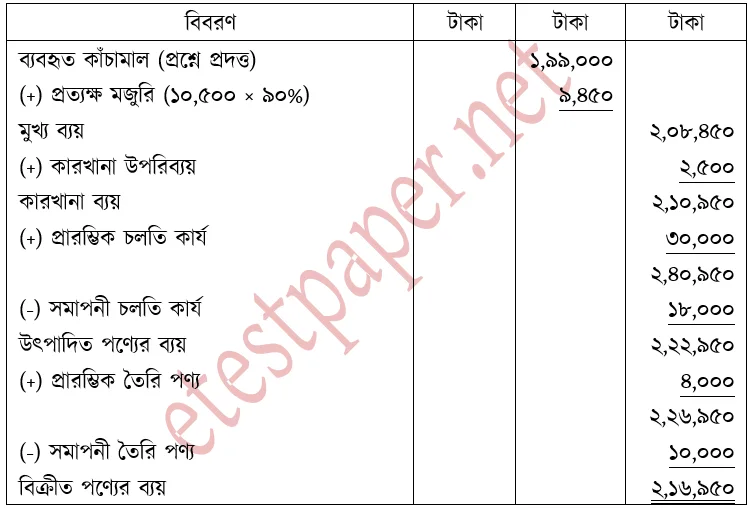 বিবরণ টাকা টাকা টাকা
ব্যবহৃত কাঁচামাল (প্রশ্নে প্রদত্ত) ১,৯৯,০০০
(+) প্রত্যক্ষ মজুরি (১০,৫০০ × ৯০%) ৯,৪৫০
মুখ্য ব্যয় ২,০৮,৪৫০
(+) কারখানা উপরিব্যয় ২,৫০০
কারখানা ব্যয় ২,১০,৯৫০
(+) প্রারম্ভিক চলতি কার্য ৩০,০০০
২,৪০,৯৫০
(-) সমাপনী চলতি কার্য ১৮,০০০
উৎপাদিত পণ্যের ব্যয় ২,২২,৯৫০
(+) প্রারম্ভিক তৈরি পণ্য ৪,০০০
২,২৬,৯৫০
(-) সমাপনী তৈরি পণ্য ১০,০০০
বিক্রীত পণ্যের ব্যয় ২,১৬,৯৫০
etestpaper.net